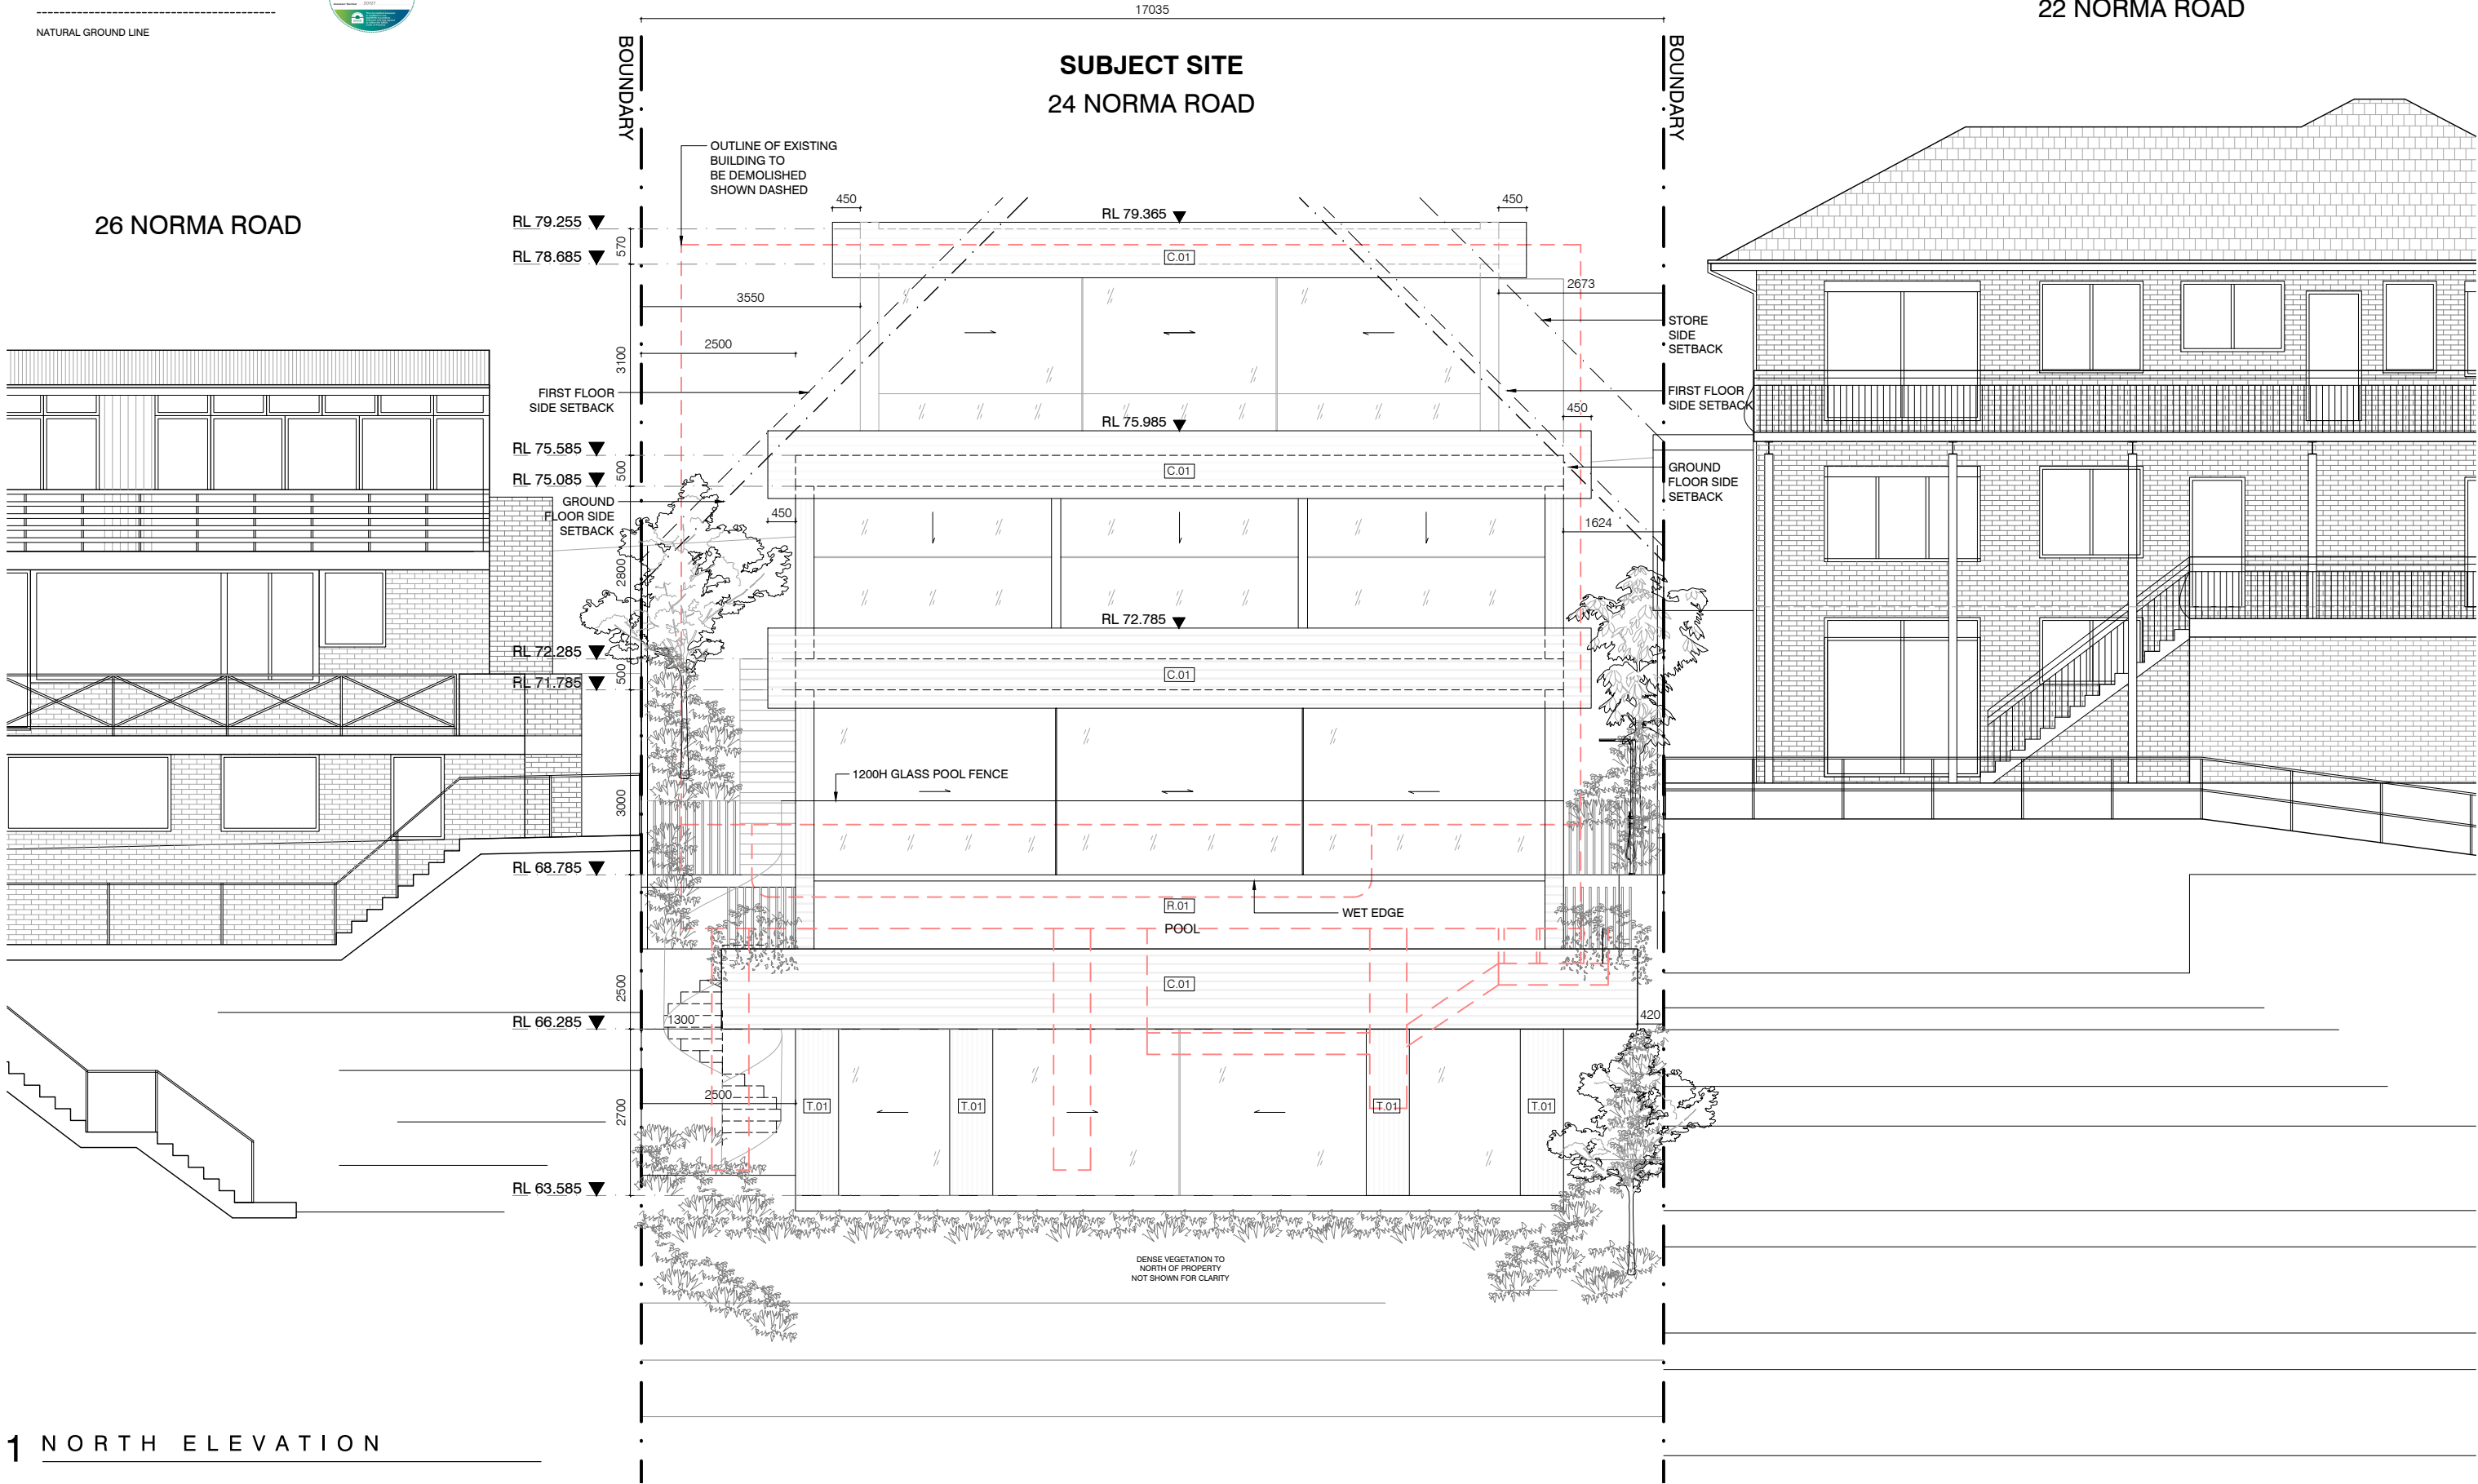 17035
22 NORMA ROAD
NATURAL GROUND LINE
BOUNDARY
SUBJECT SITE
24 NORMA ROAD
BOUNDARY
OUTLINE OF EXISTING
BUILDING TO
BE DEMOLISHED
SHOWN DASHED
26 NORMA ROAD
450
450
RL 79.255
RL 79.365
570
RL 78.685
C.01
3550
2673
STORE
SIDE
SETBACK
2500
3100
FIRST FLOOR
SIDE SETBACK
FIRST FLOOR
SIDE SETBACK
450
RL 75.985
RL 75.585
500
C.01
RL 75.085
GROUND
FLOOR SIDE
SETBACK
GROUND
FLOOR SIDE
SETBACK
450
1624
2800
RL 72.785
RL 72.285
500
C.01
RL 71.785
1200H GLASS POOL FENCE
3000
RL 68.785
R.01
WET EDGE
POOL
2500
C.01
RL 66.285
1300
420
2500
2700
T.01
T.01
T.01
T.01
RL 63.585
DENSE VEGETATION TO
NORTH OF PROPERTY
NOT SHOWN FOR CLARITY
1 NORTH ELEVATION